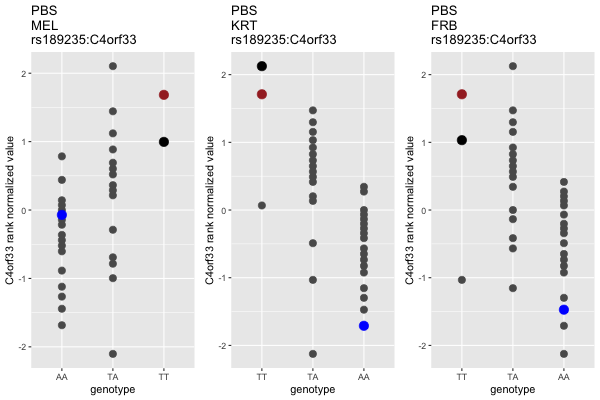 PBS
MEL
rs189235:C4orf33
C4orf33 rank normalized value
2
1
0
-1
-2
AA
TA
TT
genotype
PBS
KRT
rs189235:C4orf33
C4orf33 rank normalized value
2
1
0
-1
-2
TT
TA
AA
genotype
PBS
FRB
rs189235:C4orf33
C4orf33 rank normalized value
2
1
0
-1
-2
TT
TA
AA
genotype